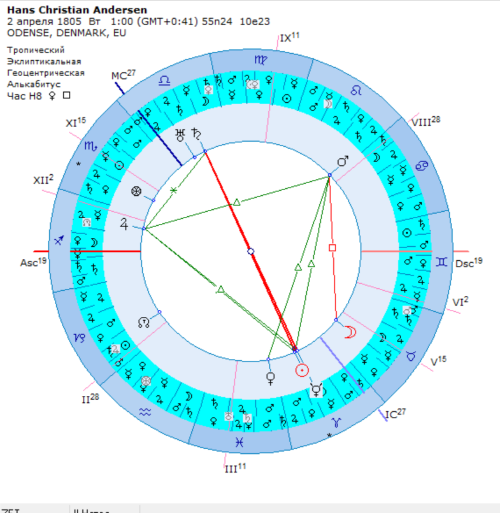 Hans Christian Andersen
2 апреля 1805 Вт 1:00 (GMT+0:41) 55n24 10e23
ODENSE, DENMARK, EU
Тропический
Эклиптикальная
Геоцентрическая
Алькабитус
Час H8 ♀ □
IX11
MC27
VIII28
XI15
XII2
Asc19
Dsc19
VI2
V15
II28
IC27
III11